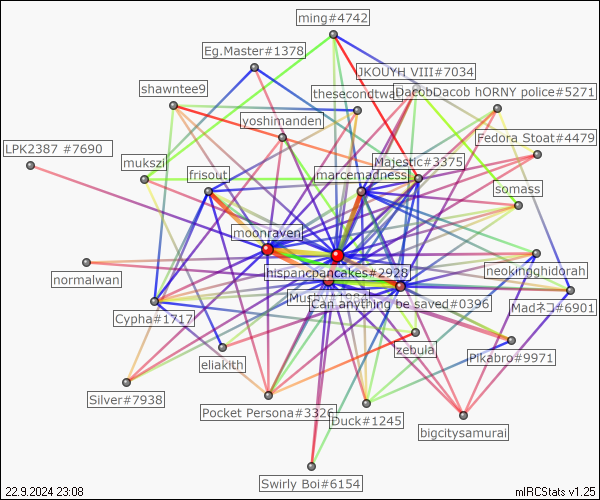 ming#4742
Eg.Master#1378
JKOUYH VIII#7034
shawntee9
thesecondtwat
DacobDacob hORNY police#5271
yoshimanden
Fedora Stoat#4479
LPK2387 #7690
mukszi
frisout
marcemadness
Majestic#3375
somass
moonraven
hispancpancakes#2928
neokingghidorah
normalwan
Can anything be saved#0396
Madネコ#6901
Cypha#1717
zebula
eliakith
Pikabro#9971
Silver#7938
Pocket Persona#3326
Duck#1245
bigcitysamurai
Swirly Boi#6154
22.9.2024 23:08
mIRCStats v1.25